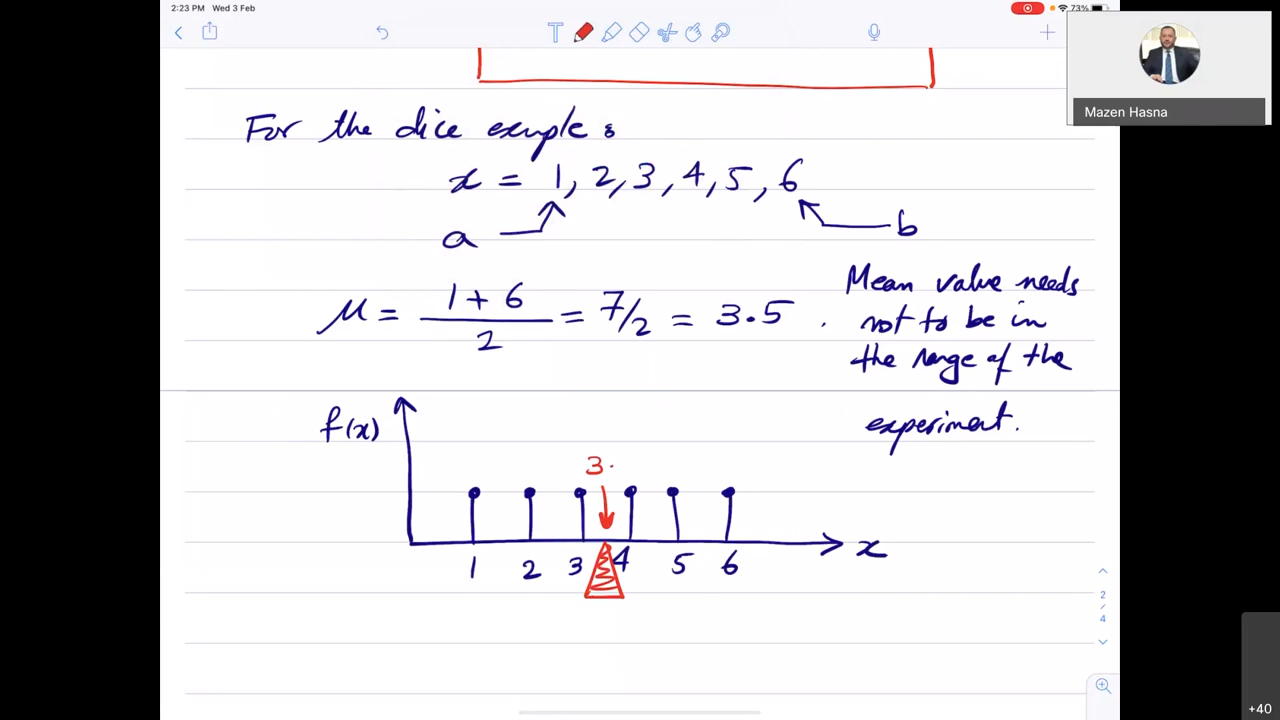 2:23 PM Wed 3 Feb
73%
Mazen Hasna
For the dice exmple :
x = 1, 2, 3, 4, 5, 6
a
b
M = 1 + 6 / 2 = 7/2 = 3.5 .
Mean value needs
not to be in
the range of the
experiment.
f(x)
3.
1 2 3 4 5 6
x
2
/
4
+40